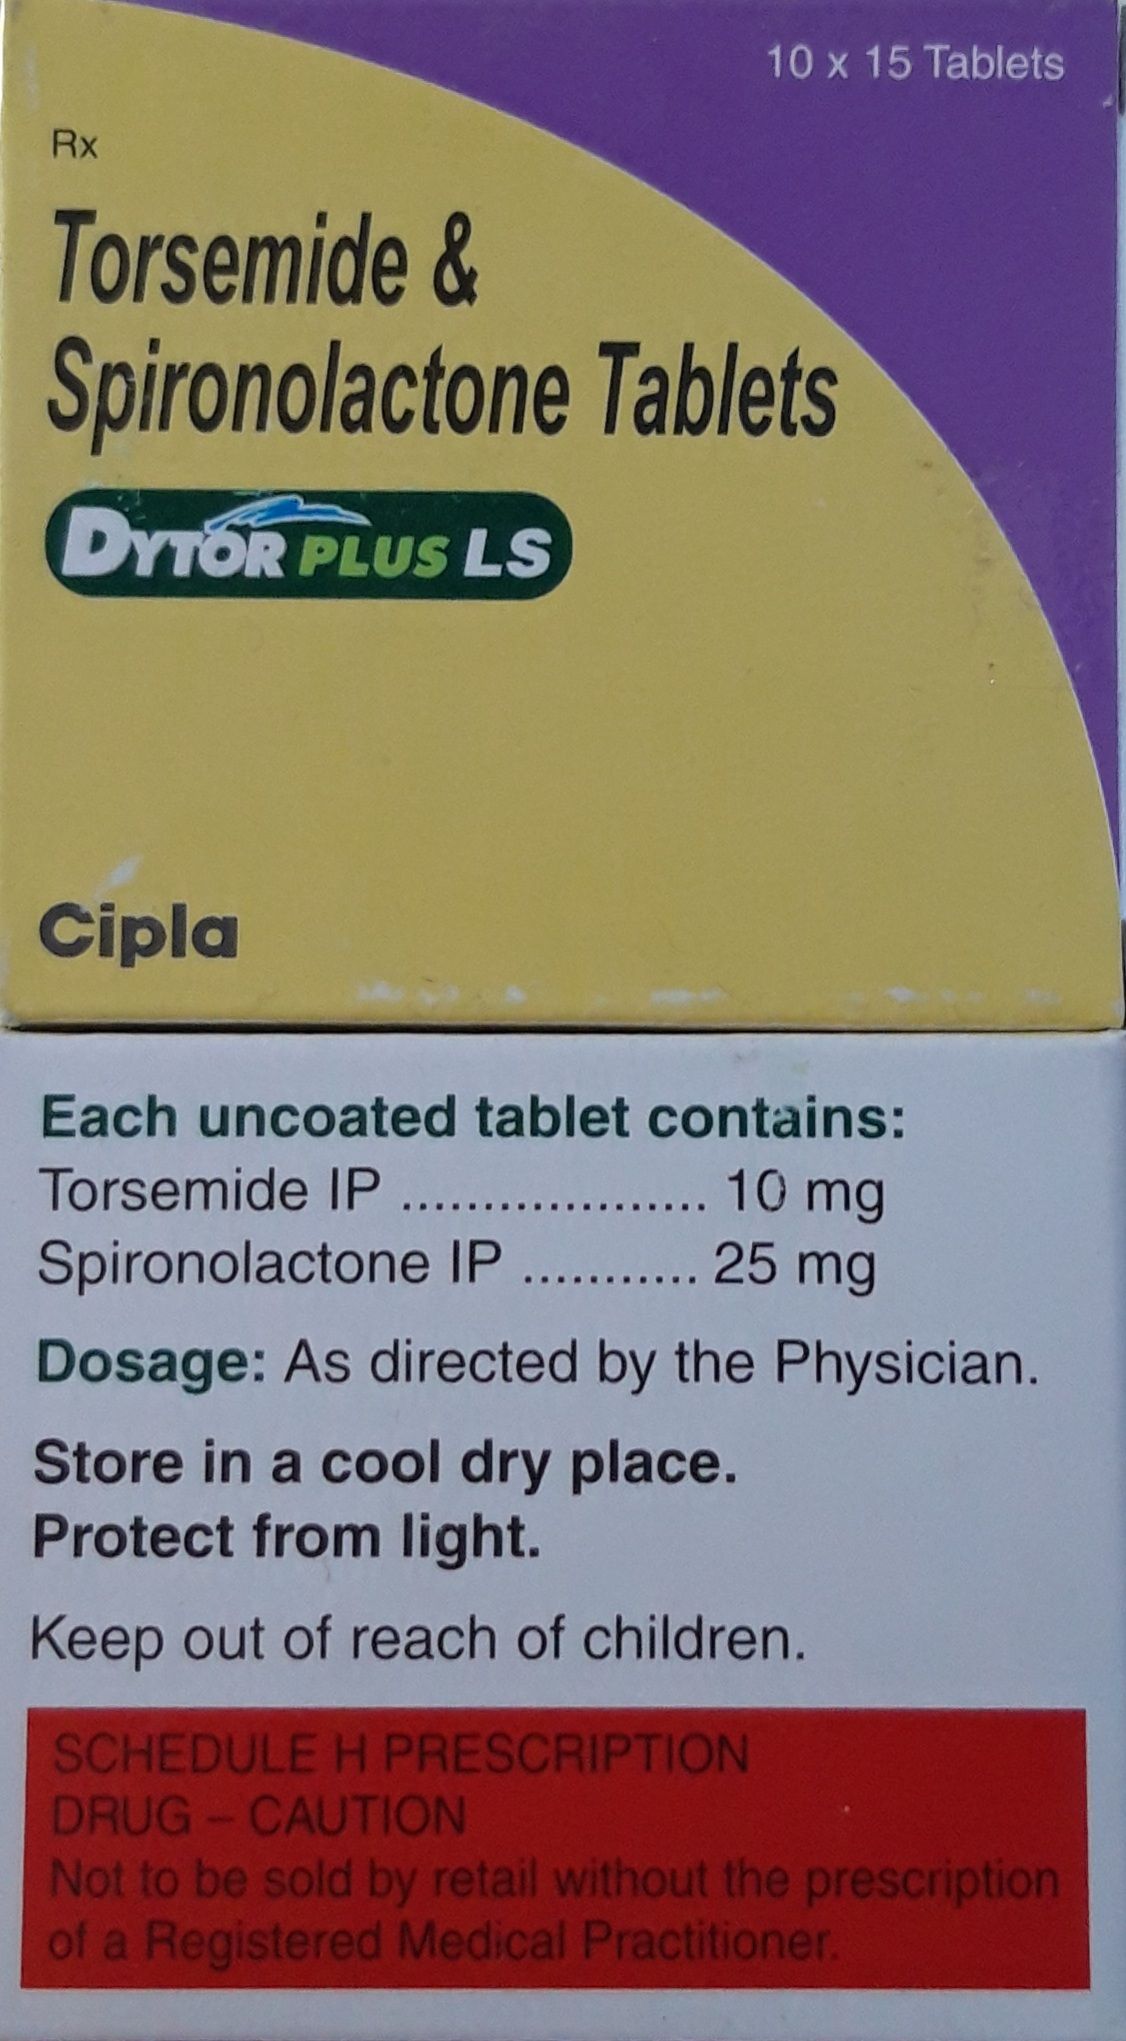 10 x 15 Tablets
Rx
Torsemide &
Spironolactone Tablets
DYTOR PLUS LS
Cipla
Each uncoated tablet contains:
Torsemide IP ................... 10 mg
Spironolactone IP ........... 25 mg
Dosage: As directed by the Physician.
Store in a cool dry place.
Protect from light.
Keep out of reach of children.
SCHEDULE H PRESCRIPTION
DRUG – CAUTION
Not to be sold by retail without the prescription
of a Registered Medical Practitioner.